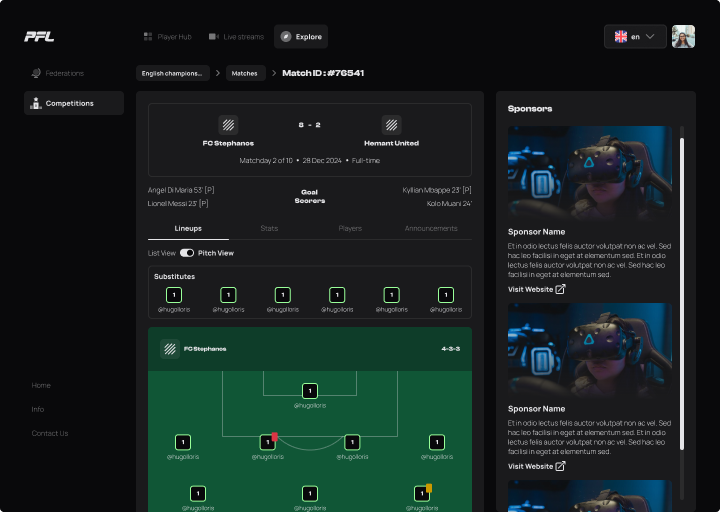 PFL
Player Hub
Live streams
Explore
en
Federations
Competitions
English champions...
Matches
Match ID : #76541
6 - 2
FC Stephanos
Hemant United
Matchday 2 of 10 • 28 Dec 2024 • Full-time
Angel Di Maria 53' [P]
Lionel Messi 23' [P]
Goal
Scorers
Kyllian Mbappe 23' [P]
Kolo Muani 24'
Lineups
Stats
Players
Announcements
List View
Pitch View
Substitutes
1 1 1 1 1 1
@hugolloris @hugolloris @hugolloris @hugolloris @hugolloris @hugolloris
FC Stephanos
4-3-3
1
@hugolloris
1 1 1 1
@hugolloris @hugolloris @hugolloris @hugolloris
1 1 1
@hugolloris @hugolloris @hugolloris
Home
Info
Contact Us
Sponsors
Sponsor Name
Et in odio lectus felis auctor volutpat non ac vel. Sed
hac leo facilisi in eget at elementum sed. Et in odio
lectus felis auctor volutpat non ac vel. Sed hac leo
facilisi in eget at elementum sed.
Visit Website
Sponsor Name
Et in odio lectus felis auctor volutpat non ac vel. Sed
hac leo facilisi in eget at elementum sed. Et in odio
lectus felis auctor volutpat non ac vel. Sed hac leo
facilisi in eget at elementum sed.
Visit Website